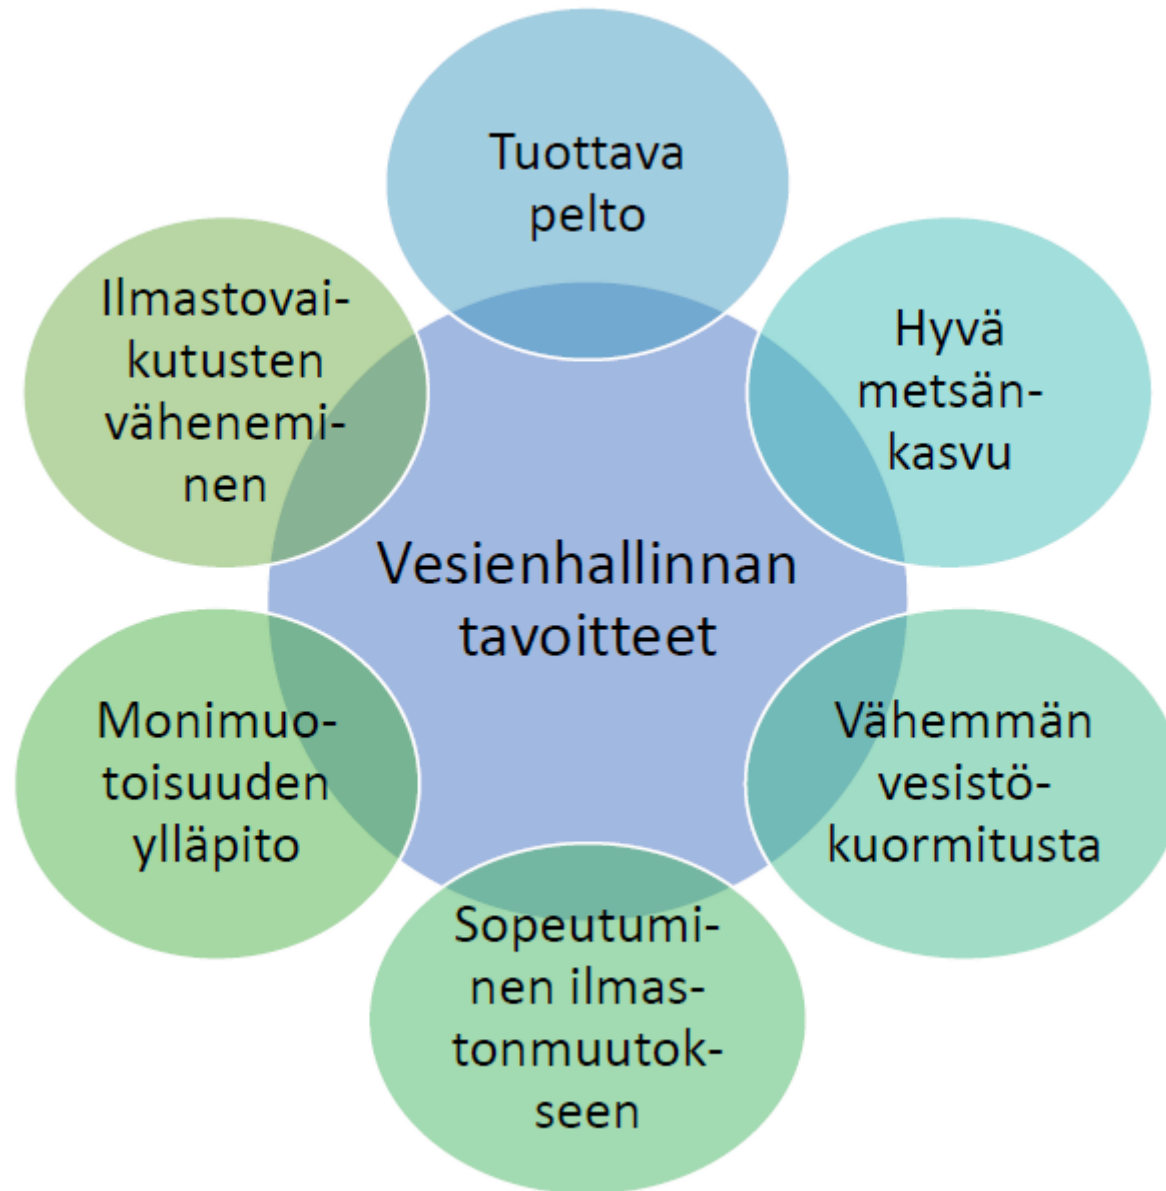 Tuottava
pelto
Hyvä
metsän-
kasvu
Vähemmän
vesistö-
kuormitusta
Sopeutumi-
nen ilmas-
tonmuutok-
seen
Monimuo-
toisuuden
ylläpito
Ilmastovai-
kutusten
vähenemi-
nen
Vesienhallinnan
tavoitteet